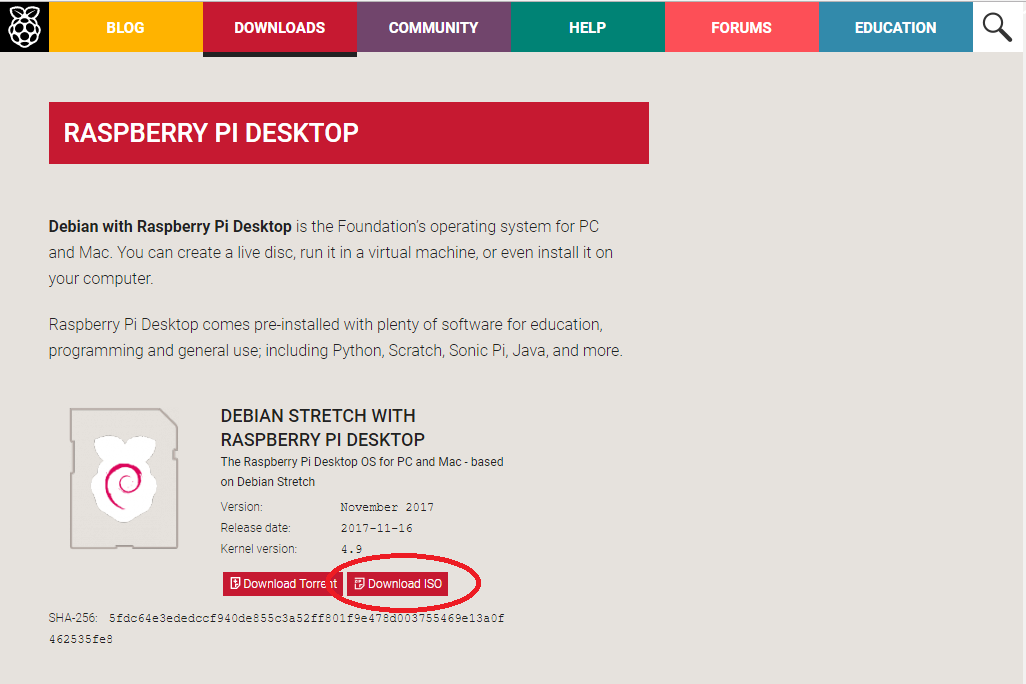 BLOG DOWNLOADS COMMUNITY HELP FORUMS EDUCATION
RASPBERRY PI DESKTOP
Debian with Raspberry Pi Desktop is the Foundation's operating system for PC
and Mac. You can create a live disc, run it in a virtual machine, or even install it on
your computer.
Raspberry Pi Desktop comes pre-installed with plenty of software for education,
programming and general use; including Python, Scratch, Sonic Pi, Java, and more.
DEBIAN STRETCH WITH
RASPBERRY PI DESKTOP
The Raspberry Pi Desktop OS for PC and Mac - based
on Debian Stretch
Version: November 2017
Release date: 2017-11-16
Kernel version: 4.9
Download Torrent Download ISO
SHA-256: 5fdc64e3ededccf940de855c3a52ff801f9e478d003755469e13a0f
462535fe8